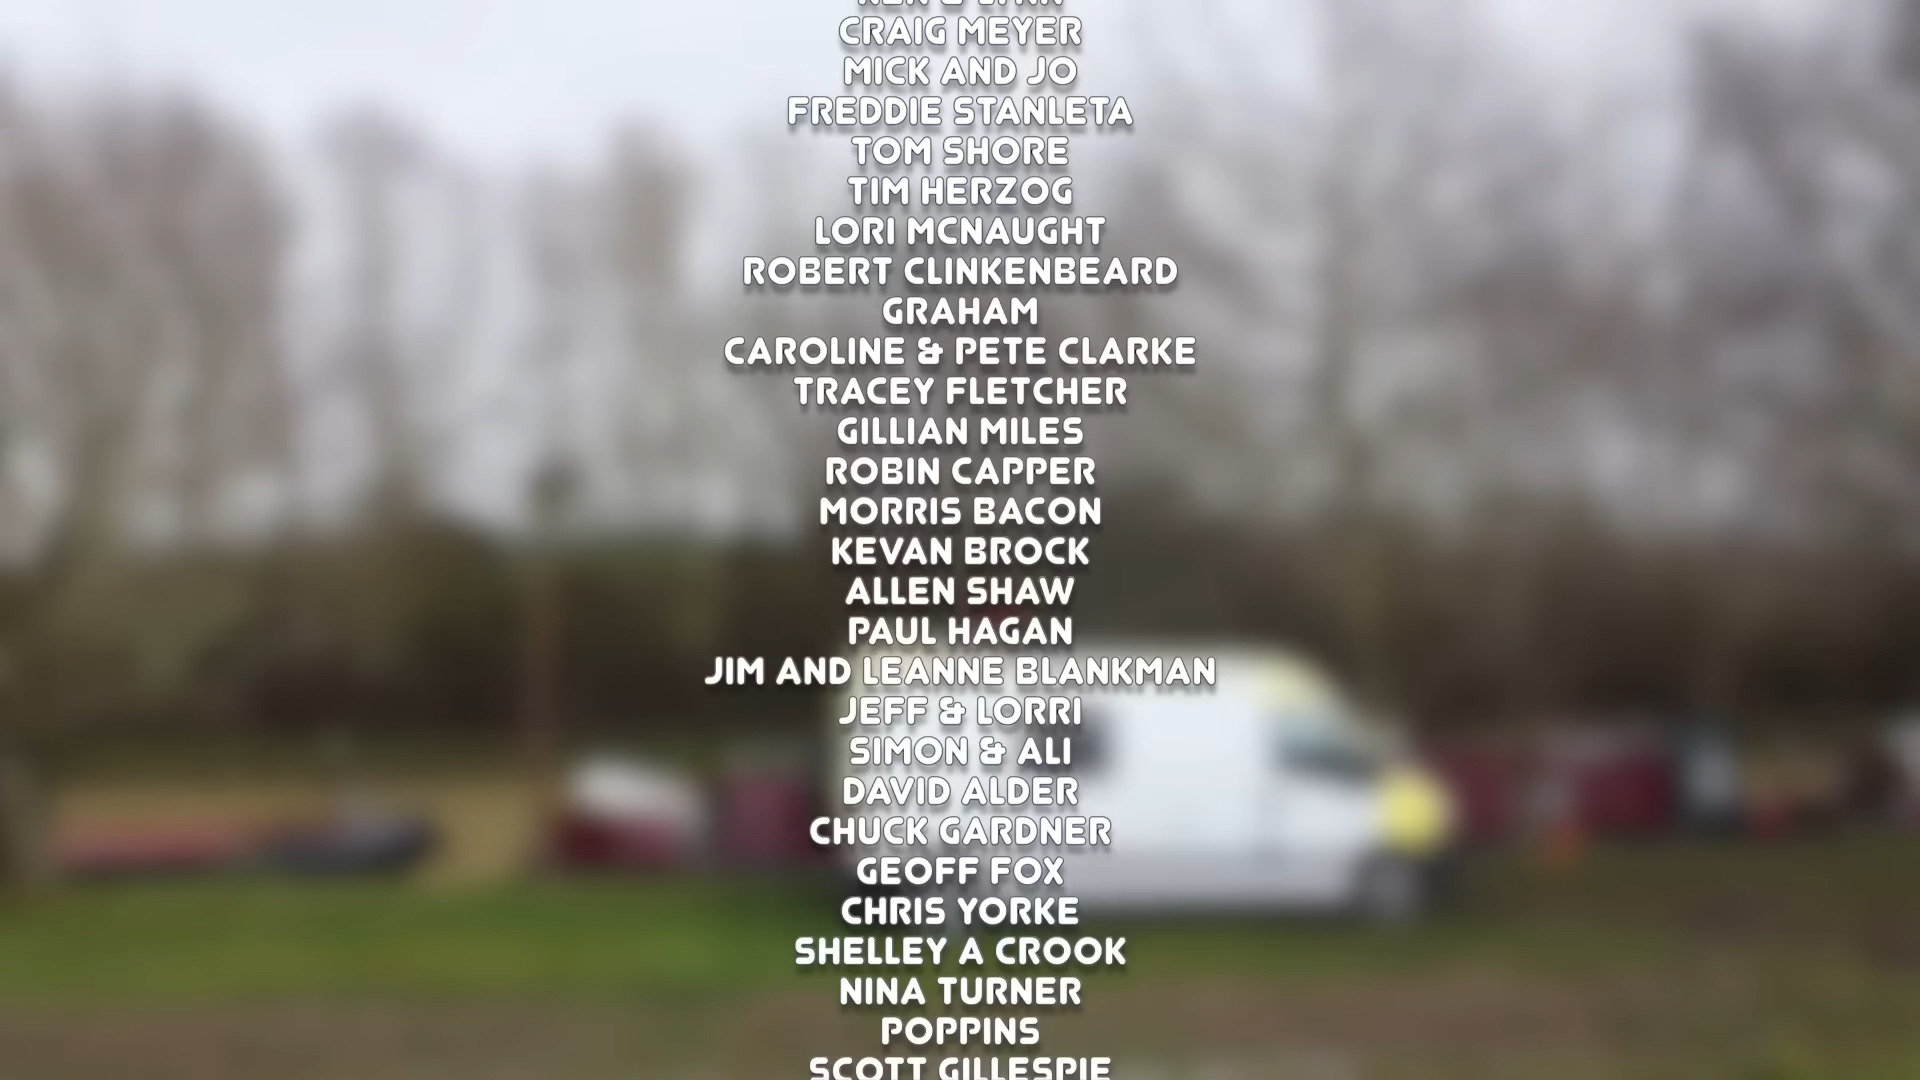 CRAIG MEYER
MICK AND JO
FREDDIE STANLETA
TOM SHORE
TIM HERZOG
LORI MCNAUGHT
ROBERT CLINKENBEARD
GRAHAM
CAROLINE & PETE CLARKE
TRACEY FLETCHER
GILLIAN MILES
ROBIN CAPPER
MORRIS BACON
KEVAN BROCK
ALLEN SHAW
PAUL HAGAN
JIM AND LEANNE BLANKMAN
JEFF & LORRI
SIMON & ALI
DAVID ALDER
CHUCK GARDNER
GEOFF FOX
CHRIS YORKE
SHELLEY A CROOK
NINA TURNER
POPPINS
SCOTT GILLESPIE